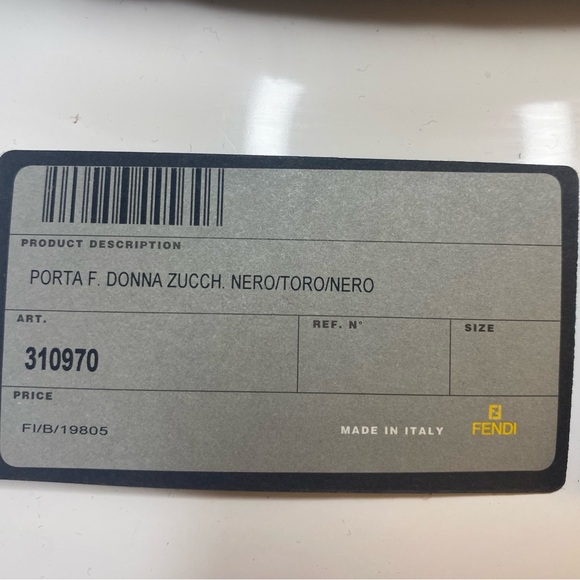 PRODUCT DESCRIPTION
PORTA F. DONNA ZUCCH. NERO/TORO/NERO
ART.
REF. N°
SIZE
310970
PRICE
FI/B/19805
MADE IN ITALY
FENDI